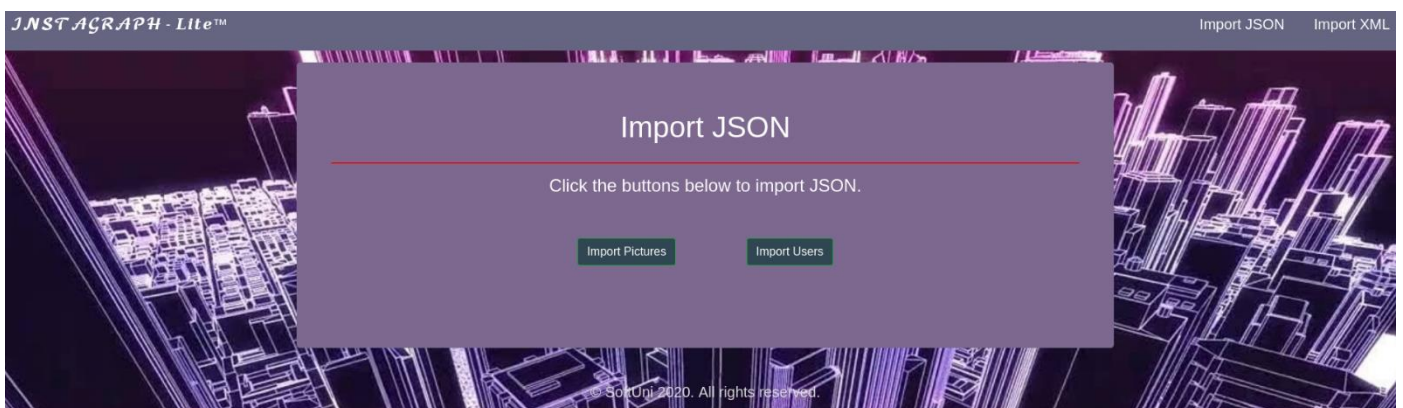 INSTAGRAPH - Lite™
Import JSON
Import XML
Import JSON
Click the buttons below to import JSON.
Import Pictures
Import Users
© SoftUni 2020. All rights reserved.